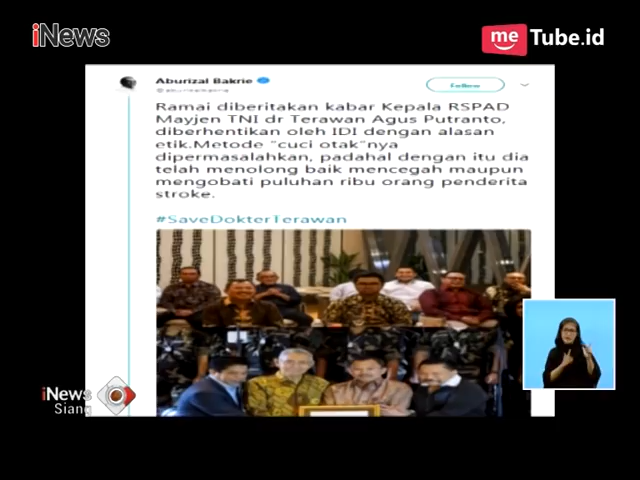 iNews
me Tube.id
Aburizal Bakrie
Follow
Ramai diberitakan kabar Kepala RSPAD
Mayjen TNI dr Terawan Agus Putranto,
diberhentikan oleh IDI dengan alasan
etik.Metode "cuci otak"nya
dipermasalahkan, padahal dengan itu dia
telah menolong baik mencegah maupun
mengobati puluhan ribu orang penderita
stroke.
#SaveDokterTerawan
iNews
Siang